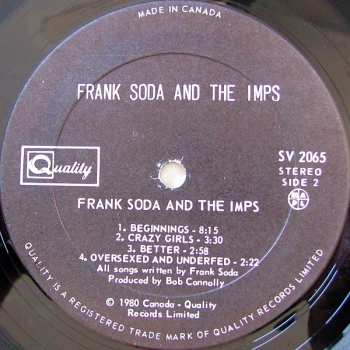 MADE IN CANADA
FRANK SODA AND THE IMPS
Quality
SV 2065
STEREO
SIDE 2
M A P L
FRANK SODA AND THE IMPS
1. BEGINNINGS - 8:15
2. CRAZY GIRLS - 3:30
3. BETTER - 2:58
4. OVERSEXED AND UNDERFED - 2:22
All songs written by Frank Soda
Produced by Bob Connolly
© 1980 Canada - Quality
Records Limited
QUALITY IS A REGISTERED TRADE MARK OF QUALITY RECORDS LIMITED